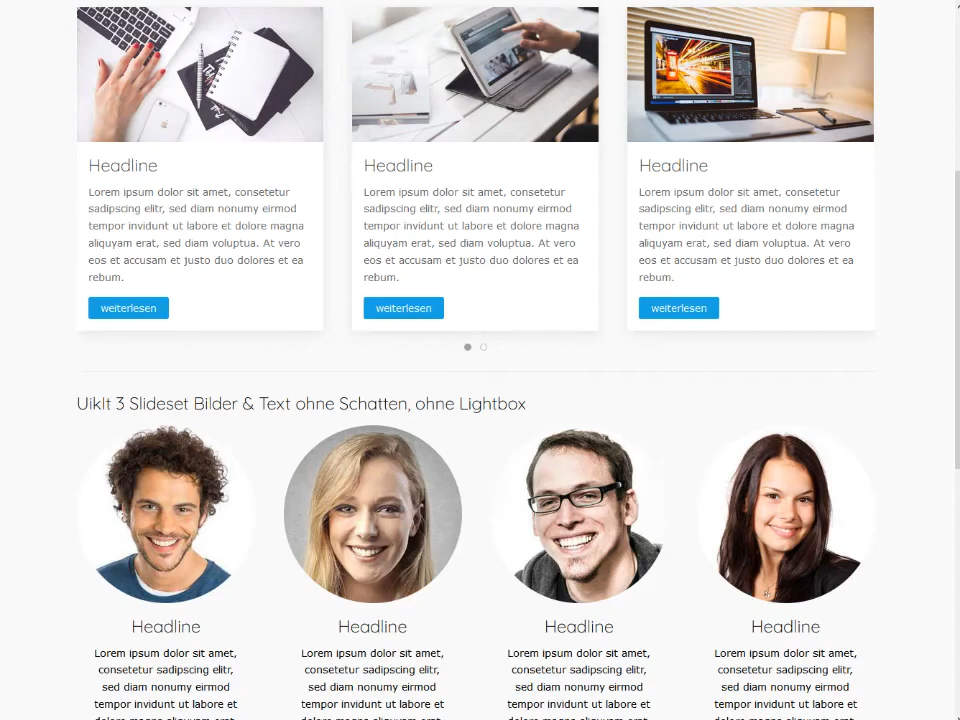 Headline
Lorem ipsum dolor sit amet, consetetur
sadipscing elitr, sed diam nonumy eirmod
tempor invidunt ut labore et dolore magna
aliquyam erat, sed diam voluptua. At vero
eos et accusam et justo duo dolores et ea
rebum.
weiterlesen
Headline
Lorem ipsum dolor sit amet, consetetur
sadipscing elitr, sed diam nonumy eirmod
tempor invidunt ut labore et dolore magna
aliquyam erat, sed diam voluptua. At vero
eos et accusam et justo duo dolores et ea
rebum.
weiterlesen
Headline
Lorem ipsum dolor sit amet, consetetur
sadipscing elitr, sed diam nonumy eirmod
tempor invidunt ut labore et dolore magna
aliquyam erat, sed diam voluptua. At vero
eos et accusam et justo duo dolores et ea
rebum.
weiterlesen
UikIt 3 Slideset Bilder & Text ohne Schatten, ohne Lightbox
Headline
Lorem ipsum dolor sit amet,
consetetur sadipscing elitr,
sed diam nonumy eirmod
tempor invidunt ut labore et
Headline
Lorem ipsum dolor sit amet,
consetetur sadipscing elitr,
sed diam nonumy eirmod
tempor invidunt ut labore et
Headline
Lorem ipsum dolor sit amet,
consetetur sadipscing elitr,
sed diam nonumy eirmod
tempor invidunt ut labore et
Headline
Lorem ipsum dolor sit amet,
consetetur sadipscing elitr,
sed diam nonumy eirmod
tempor invidunt ut labore et